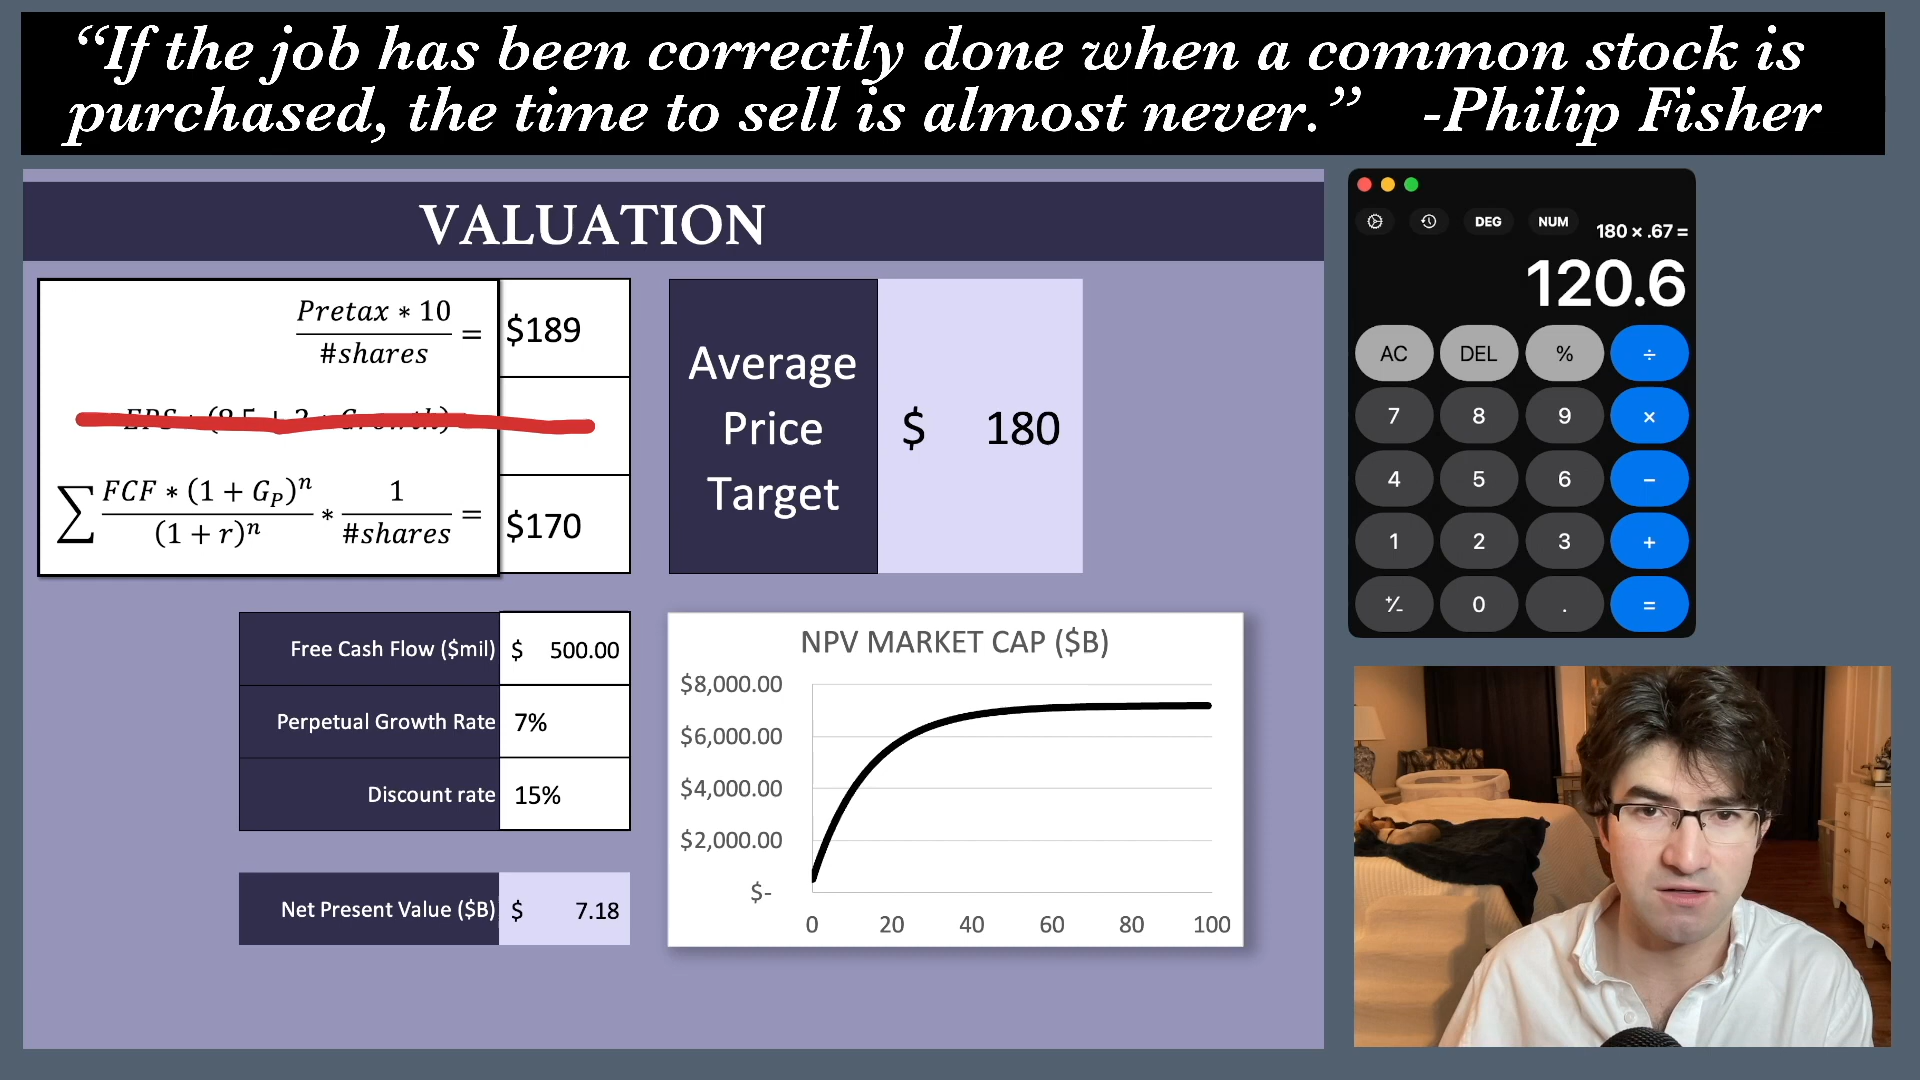 “If the job has been correctly done when a common stock is
purchased, the time to sell is almost never.” -Philip Fisher
VALUATION
Pretax ∗ 10
#shares
=
$189
Average
Price
Target
$ 180
∑ FCF ∗ (1 + G_P)^n
(1 + r)^n
∗
1
#shares
=
$170
Free Cash Flow ($mil) $ 500.00
Perpetual Growth Rate 7%
Discount rate 15%
Net Present Value ($B) $ 7.18
NPV MARKET CAP ($B)
$8,000.00
$6,000.00
$4,000.00
$2,000.00
$-
0 20 40 60 80 100
DEG NUM 180 × .67 =
120.6
AC DEL % ÷
7 8 9 ×
4 5 6 −
1 2 3 +
⁺⁄₋ 0 . =